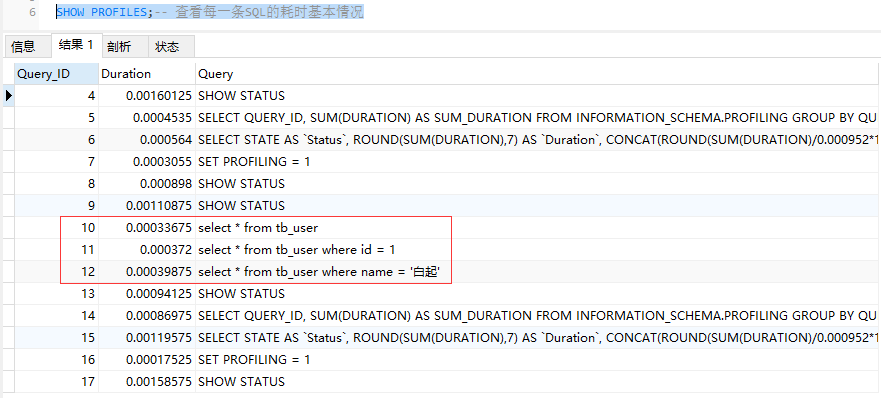 6 SHOW PROFILES;-- 查看每一条SQL的耗时基本情况
信息 结果 1 剖析 状态
Query_ID Duration Query
4 0.00160125 SHOW STATUS
5 0.0004535 SELECT QUERY_ID, SUM(DURATION) AS SUM_DURATION FROM INFORMATION_SCHEMA.PROFILING GROUP BY QU
6 0.000564 SELECT STATE AS `Status`, ROUND(SUM(DURATION),7) AS `Duration`, CONCAT(ROUND(SUM(DURATION)/0.000952*1
7 0.0003055 SET PROFILING = 1
8 0.000898 SHOW STATUS
9 0.00110875 SHOW STATUS
10 0.00033675 select * from tb_user
11 0.000372 select * from tb_user where id = 1
12 0.00039875 select * from tb_user where name = '白起'
13 0.00094125 SHOW STATUS
14 0.00086975 SELECT QUERY_ID, SUM(DURATION) AS SUM_DURATION FROM INFORMATION_SCHEMA.PROFILING GROUP BY QU
15 0.00119575 SELECT STATE AS `Status`, ROUND(SUM(DURATION),7) AS `Duration`, CONCAT(ROUND(SUM(DURATION)/0.000952*1
16 0.00017525 SET PROFILING = 1
17 0.00158575 SHOW STATUS